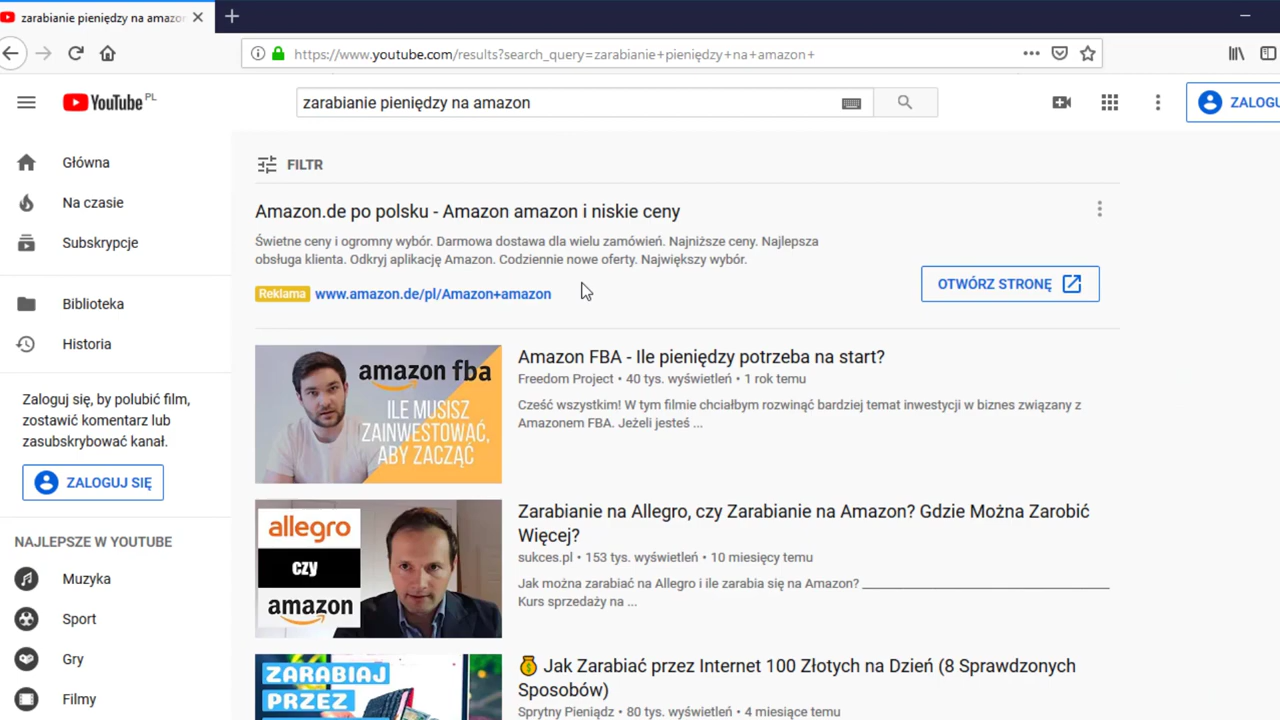 zarabianie pieniędzy na amazon
https://www.youtube.com/results?search_query=zarabianie+pieniędzy+na+amazon+
YouTube PL
zarabianie pieniędzy na amazon
ZALOGU
Główna
Na czasie
Subskrypcje
Biblioteka
Historia
Zaloguj się, by polubić film,
zostawić komentarz lub
zasubskrybować kanał.
ZALOGUJ SIĘ
NAJLEPSZE W YOUTUBE
Muzyka
Sport
Gry
Filmy
FILTR
Amazon.de po polsku - Amazon amazon i niskie ceny
Świetne ceny i ogromny wybór. Darmowa dostawa dla wielu zamówień. Najniższe ceny. Najlepsza
obsługa klienta. Odkryj aplikację Amazon. Codziennie nowe oferty. Największy wybór.
Reklama www.amazon.de/pl/Amazon+amazon
OTWÓRZ STRONĘ
amazon fba
ILE MUSISZ
ZAINWESTOWAĆ,
ABY ZACZĄĆ
Amazon FBA - Ile pieniędzy potrzeba na start?
Freedom Project • 40 tys. wyświetleń • 1 rok temu
Cześć wszystkim! W tym filmie chciałbym rozwinąć bardziej temat inwestycji w biznes związany z
Amazonem FBA. Jeżeli jesteś ...
allegro
czy
amazon
Zarabianie na Allegro, czy Zarabianie na Amazon? Gdzie Można Zarobić
Więcej?
sukces.pl • 153 tys. wyświetleń • 10 miesięcy temu
Jak można zarabiać na Allegro i ile zarabia się na Amazon? ________________________________
Kurs sprzedaży na ...
ZARABIAJ
PRZEZ
💰 Jak Zarabiać przez Internet 100 Złotych na Dzień (8 Sprawdzonych
Sposobów)
Sprytny Pieniądz • 80 tys. wyświetleń • 4 miesiące temu